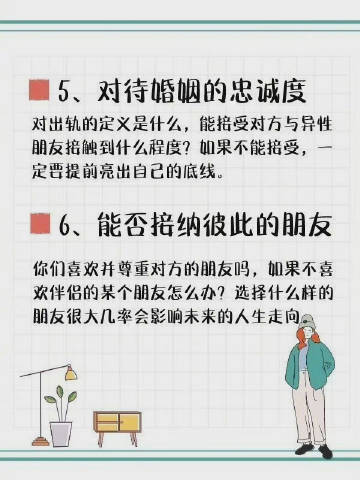 5、对待婚姻的忠诚度
对出轨的定义是什么，能接受对方与异性
朋友接触到什么程度？如果不能接受，一
定要提前亮出自己的底线。
6、能否接纳彼此的朋友
你们喜欢并尊重对方的朋友吗，如果不喜
欢伴侣的某个朋友怎么办？选择什么样的
朋友很大几率会影响未来的人生走向。